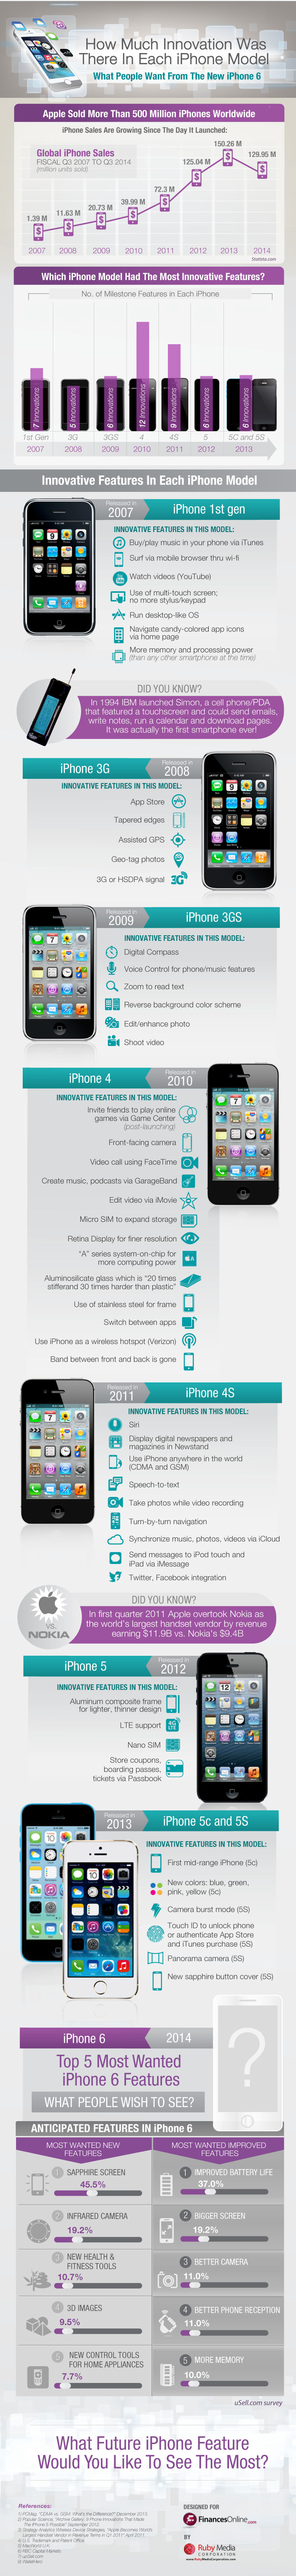 How Much Innovation Was
There In Each iPhone Model
What People Want From The New iPhone 6
Apple Sold More Than 500 Million iPhones Worldwide
iPhone Sales Are Growing Since The Day It Launched:
Global iPhone Sales
FISCAL Q3 2007 TO Q3 2014
(million units sold)
1.39 M
11.63 M
20.73 M
39.99 M
72.3 M
125.04 M
150.26 M
129.95 M
2007 2008 2009 2010 2011 2012 2013 2014
Statista.com
Which iPhone Model Had The Most Innovative Features?
No. of Milestone Features in Each iPhone
7 Innovations
5 Innovations
6 Innovations
12 Innovations
9 Innovations
6 Innovations
6 Innovations
1st Gen 3G 3GS 4 4S 5 5C and 5S
2007 2008 2009 2010 2011 2012 2013
Innovative Features In Each iPhone Model
Released in
2007
iPhone 1st gen
INNOVATIVE FEATURES IN THIS MODEL:
Buy/play music in your phone via iTunes
Surf via mobile browser thru wi-fi
Watch videos (YouTube)
Use of multi-touch screen;
no more stylus/keypad
Run desktop-like OS
Navigate candy-colored app icons
via home page
More memory and processing power
(than any other smartphone at the time)
DID YOU KNOW?
In 1994 IBM launched Simon, a cell phone/PDA
that featured a touchscreen and could send emails,
write notes, run a calendar and download pages.
It was actually the first smartphone ever!
iPhone 3G
Released in
2008
INNOVATIVE FEATURES IN THIS MODEL:
App Store
Tapered edges
Assisted GPS
Geo-tag photos
3G or HSDPA signal
3G
Released in
2009
iPhone 3GS
INNOVATIVE FEATURES IN THIS MODEL:
Digital Compass
Voice Control for phone/music features
Zoom to read text
Reverse background color scheme
Edit/enhance photo
Shoot video
iPhone 4
Released in
2010
INNOVATIVE FEATURES IN THIS MODEL:
Invite friends to play online
games via Game Center
(post-launching)
Front-facing camera
Video call using FaceTime
Create music, podcasts via GarageBand
Edit video via iMovie
Micro SIM to expand storage
Retina Display for finer resolution
"A" series system-on-chip for
more computing power
Aluminosilicate glass which is "20 times
stifferand 30 times harder than plastic"
Use of stainless steel for frame
Switch between apps
Use iPhone as a wireless hotspot (Verizon)
Band between front and back is gone
Released in
2011
iPhone 4S
INNOVATIVE FEATURES IN THIS MODEL:
Siri
Display digital newspapers and
magazines in Newstand
Use iPhone anywhere in the world
(CDMA and GSM)
Speech-to-text
Take photos while video recording
Turn-by-turn navigation
Synchronize music, photos, videos via iCloud
Send messages to iPod touch and
iPad via iMessage
Twitter, Facebook integration
VS.
NOKIA
DID YOU KNOW?
In first quarter 2011 Apple overtook Nokia as
the world's largest handset vendor by revenue
earning $11.9B vs. Nokia's $9.4B
iPhone 5
Released in
2012
INNOVATIVE FEATURES IN THIS MODEL:
Aluminum composite frame
for lighter, thinner design
LTE support
Nano SIM
Store coupons,
boarding passes,
tickets via Passbook
Released in
2013
iPhone 5c and 5S
INNOVATIVE FEATURES IN THIS MODEL:
First mid-range iPhone (5c)
New colors: blue, green,
pink, yellow (5c)
Camera burst mode (5S)
Touch ID to unlock phone
or authenticate App Store
and iTunes purchase (5S)
Panorama camera (5S)
New sapphire button cover (5S)
iPhone 6
2014
?
Top 5 Most Wanted
iPhone 6 Features
WHAT PEOPLE WISH TO SEE?
ANTICIPATED FEATURES IN iPhone 6
MOST WANTED NEW
FEATURES
1 SAPPHIRE SCREEN
45.5%
2 INFRARED CAMERA
19.2%
3 NEW HEALTH &
FITNESS TOOLS
10.7%
4 3D IMAGES
9.5%
5 NEW CONTROL TOOLS
FOR HOME APPLIANCES
7.7%
MOST WANTED IMPROVED
FEATURES
1 IMPROVED BATTERY LIFE
37.0%
2 BIGGER SCREEN
19.2%
3 BETTER CAMERA
11.0%
4 BETTER PHONE RECEPTION
11.0%
5 MORE MEMORY
10.0%
uSell.com survey
What Future iPhone Feature
Would You Like To See The Most?
References:
DESIGNED FOR
FinancesOnline.com
BY
Ruby Media
CORPORATION
www.RubyMediaCorporation.com